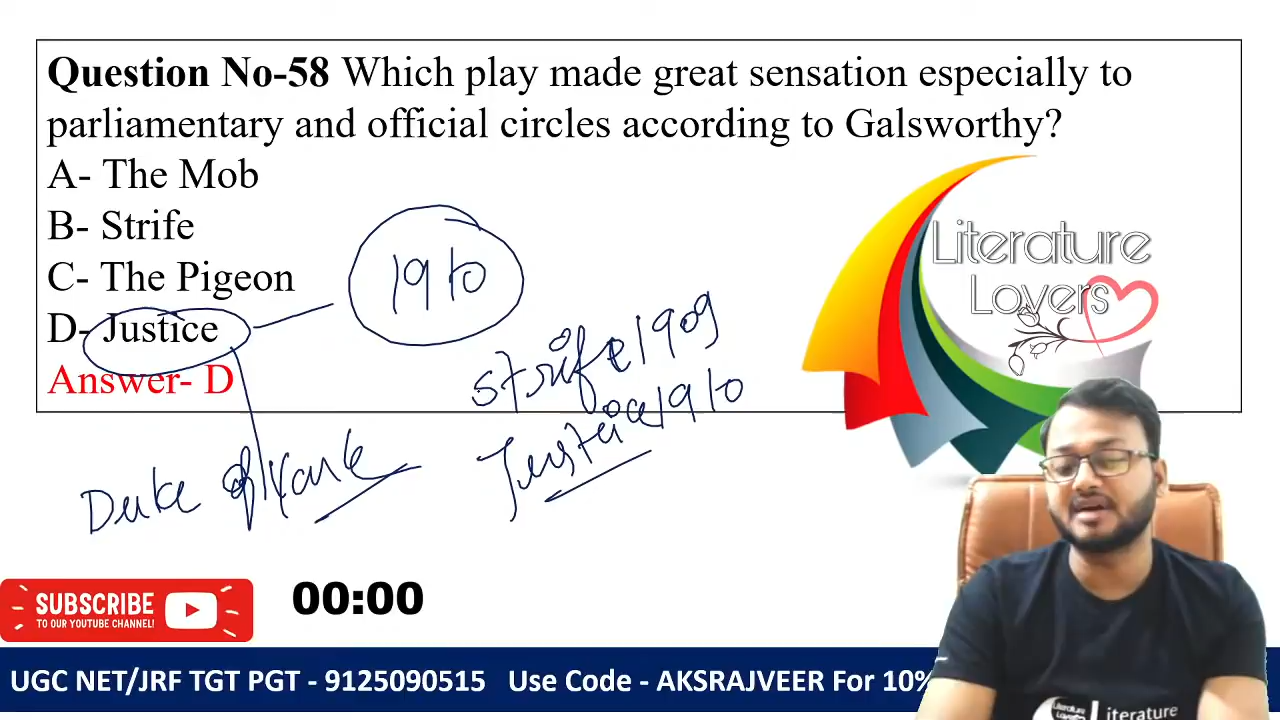 Question No-58 Which play made great sensation especially to
parliamentary and official circles according to Galsworthy?
A- The Mob
B- Strife
C- The Pigeon
D- Justice
Answer- D
1910
Strife 1909
Justice 1910
Duke of York
Literature
Lovers
SUBSCRIBE
TO OUR YOUTUBE CHANNEL!
00:00
UGC NET/JRF TGT PGT - 9125090515 Use Code - AKSRAJVEER For 10%
Literature